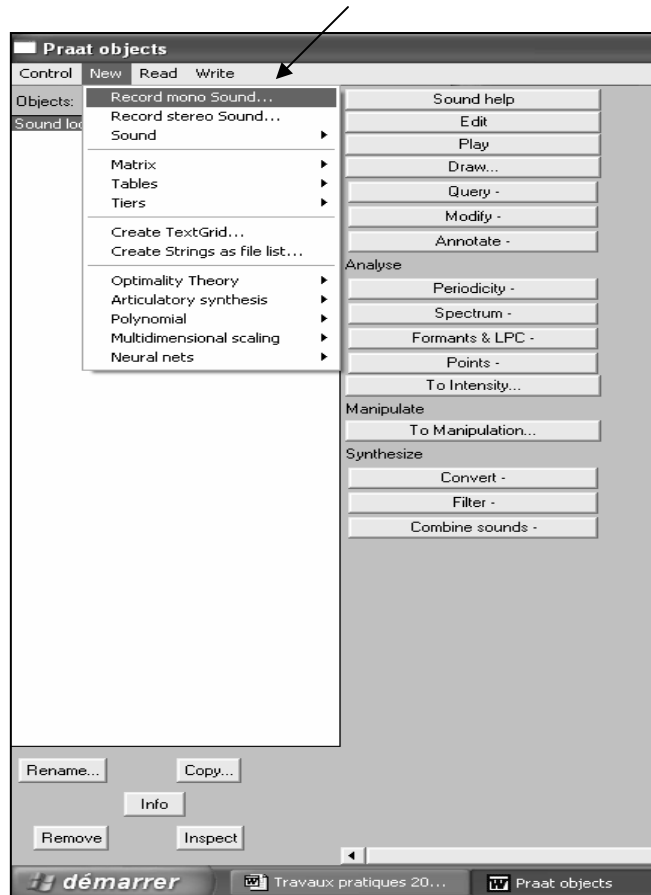 Praat objects
Control New Read Write
Objects:
Sound loc
Record mono Sound...
Record stereo Sound...
Sound
Matrix
Tables
Tiers
Create TextGrid...
Create Strings as file list...
Optimality Theory
Articulatory synthesis
Polynomial
Multidimensional scaling
Neural nets
Sound help
Edit
Play
Draw...
Query -
Modify -
Annotate -
Analyse
Periodicity -
Spectrum -
Formants & LPC -
Points -
To Intensity...
Manipulate
To Manipulation...
Synthesize
Convert -
Filter -
Combine sounds -
Rename... Copy...
Info
Remove Inspect
démarrer Travaux pratiques 20... Praat objects